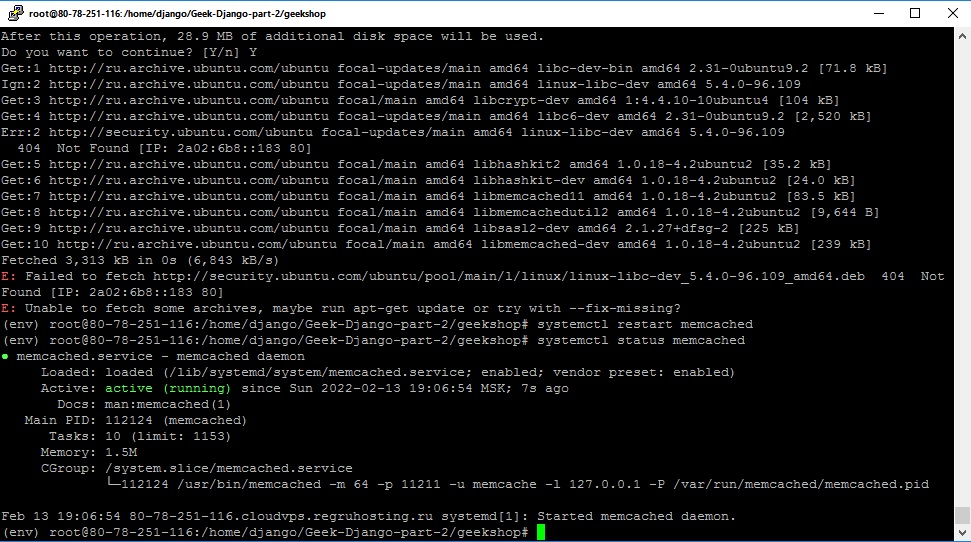 root@80-78-251-116: /home/django/Geek-Django-part-2/geekshop
After this operation, 28.9 MB of additional disk space will be used.
Do you want to continue? [Y/n] Y
Get:1 http://ru.archive.ubuntu.com/ubuntu focal-updates/main amd64 libc-dev-bin amd64 2.31-0ubuntu9.2 [71.8 kB]
Ign:2 http://ru.archive.ubuntu.com/ubuntu focal-updates/main amd64 linux-libc-dev amd64 5.4.0-96.109
Get:3 http://ru.archive.ubuntu.com/ubuntu focal/main amd64 libcrypt-dev amd64 1:4.4.10-10ubuntu4 [104 kB]
Get:4 http://ru.archive.ubuntu.com/ubuntu focal-updates/main amd64 libc6-dev amd64 2.31-0ubuntu9.2 [2,520 kB]
Err:2 http://security.ubuntu.com/ubuntu focal-updates/main amd64 linux-libc-dev amd64 5.4.0-96.109
  404  Not Found [IP: 2a02:6b8::183 80]
Get:5 http://ru.archive.ubuntu.com/ubuntu focal/main amd64 libhashkit2 amd64 1.0.18-4.2ubuntu2 [35.2 kB]
Get:6 http://ru.archive.ubuntu.com/ubuntu focal/main amd64 libhashkit-dev amd64 1.0.18-4.2ubuntu2 [24.0 kB]
Get:7 http://ru.archive.ubuntu.com/ubuntu focal/main amd64 libmemcached11 amd64 1.0.18-4.2ubuntu2 [83.5 kB]
Get:8 http://ru.archive.ubuntu.com/ubuntu focal/main amd64 libmemcachedutil2 amd64 1.0.18-4.2ubuntu2 [9,644 B]
Get:9 http://ru.archive.ubuntu.com/ubuntu focal/main amd64 libsasl2-dev amd64 2.1.27+dfsg-2 [225 kB]
Get:10 http://ru.archive.ubuntu.com/ubuntu focal/main amd64 libmemcached-dev amd64 1.0.18-4.2ubuntu2 [239 kB]
Fetched 3,313 kB in 0s (6,843 kB/s)
E: Failed to fetch http://security.ubuntu.com/ubuntu/pool/main/l/linux/linux-libc-dev_5.4.0-96.109_amd64.deb  404  Not
Found [IP: 2a02:6b8::183 80]
E: Unable to fetch some archives, maybe run apt-get update or try with --fix-missing?
(env) root@80-78-251-116:/home/django/Geek-Django-part-2/geekshop# systemctl restart memcached
(env) root@80-78-251-116:/home/django/Geek-Django-part-2/geekshop# systemctl status memcached
● memcached.service - memcached daemon
     Loaded: loaded (/lib/systemd/system/memcached.service; enabled; vendor preset: enabled)
     Active: active (running) since Sun 2022-02-13 19:06:54 MSK; 7s ago
       Docs: man:memcached(1)
   Main PID: 112124 (memcached)
      Tasks: 10 (limit: 1153)
     Memory: 1.5M
     CGroup: /system.slice/memcached.service
             └─112124 /usr/bin/memcached -m 64 -p 11211 -u memcache -l 127.0.0.1 -P /var/run/memcached/memcached.pid
Feb 13 19:06:54 80-78-251-116.cloudvps.regruhosting.ru systemd[1]: Started memcached daemon.
(env) root@80-78-251-116:/home/django/Geek-Django-part-2/geekshop#